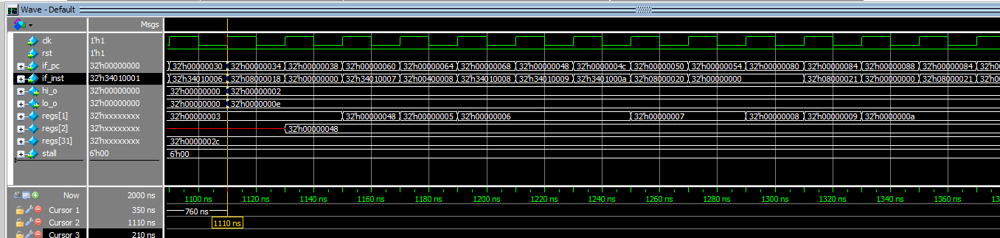 Wave - Default
Msgs
clk 1'h1
rst 1'h1
if_pc 32'h00000000 32'h00000030 32'h00000034 32'h00000038 32'h00000060 32'h00000064 32'h00000068 32'h00000048 32'h0000004c 32'h00000050 32'h00000054 32'h00000080 32'h00000084 32'h00000088 32'h00000084 32'h0
if_inst 32'h34010001 32'h34010006 32'h08000018 32'h00000000 32'h34010007 32'h00400008 32'h34010008 32'h34010009 32'h3401000a 32'h08000020 32'h00000000 32'h08000021 32'h00000000 32'h08000021 32'h0
hi_o 32'h00000000 32'h00000000 32'h00000002
lo_o 32'h00000000 32'h00000000 32'h0000000e
regs[1] 32'hxxxxxxxx 32'h00000003 32'h00000048 32'h00000005 32'h00000006 32'h00000007 32'h00000008 32'h00000009 32'h0000000a
regs[2] 32'hxxxxxxxx 32'h00000048
regs[31] 32'hxxxxxxxx 32'h0000002c
stall 6'h00 6'h00
Now 2000 ns 1100 ns 1120 ns 1140 ns 1160 ns 1180 ns 1200 ns 1220 ns 1240 ns 1260 ns 1280 ns 1300 ns 1320 ns 1340 ns 1360 ns 13
Cursor 1 350 ns 760 ns
Cursor 2 1110 ns 1110 ns
Cursor 3 210 ns